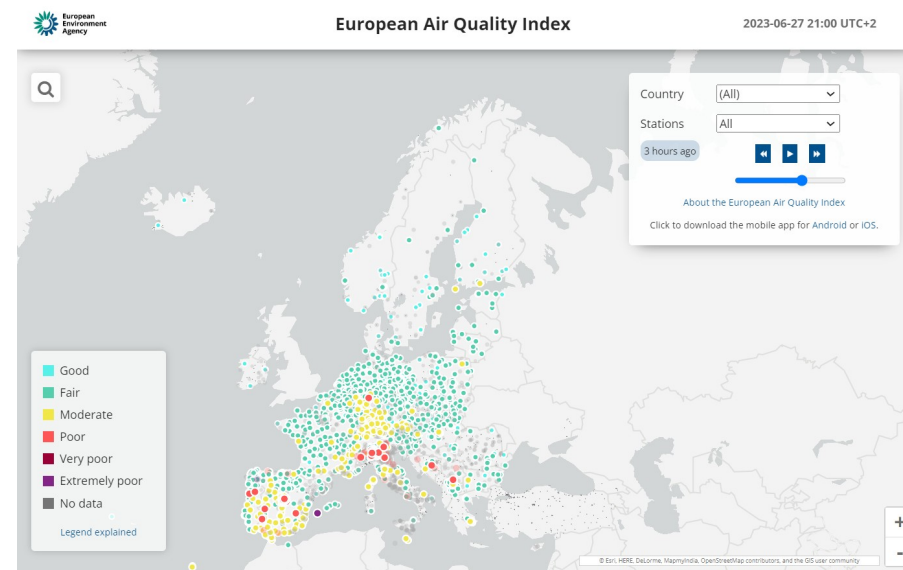 European
Environment
Agency
European Air Quality Index
2023-06-27 21:00 UTC+2
Country (All)
Stations All
3 hours ago
About the European Air Quality Index
Click to download the mobile app for Android or iOS.
Good
Fair
Moderate
Poor
Very poor
Extremely poor
No data
Legend explained
+
-
© Esri, HERE, DeLorme, MapmyIndia, OpenStreetMap contributors, and the GIS user community